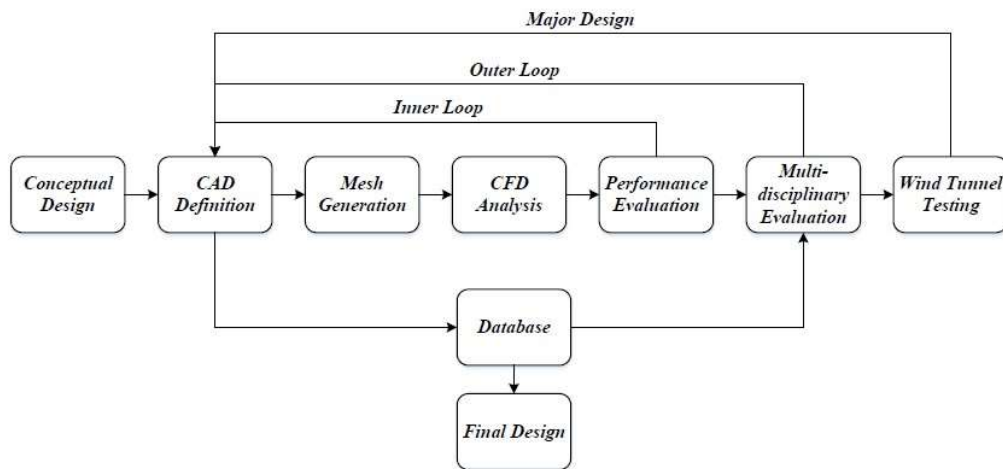 Major Design
Outer Loop
Inner Loop
Conceptual
Design
CAD
Definition
Mesh
Generation
CFD
Analysis
Performance
Evaluation
Multi-
disciplinary
Evaluation
Wind Tunnel
Testing
Database
Final Design